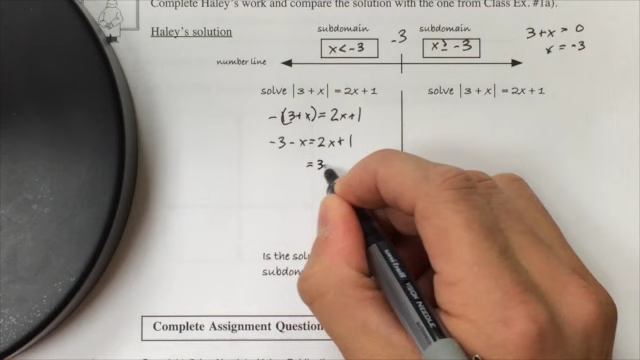 Complete Haley's work and compare the solution with the one from Class Ex. #1a).
Haley's solution
subdomain -3 subdomain
x < -3 x ≥ -3
3 + x = 0
x = -3
number line
solve |3 + x| = 2x + 1 solve |3 + x| = 2x + 1
-(3+x) = 2x+1
-3 - x = 2x + 1
= 3
Is the
subdo
Complete Assignment Question